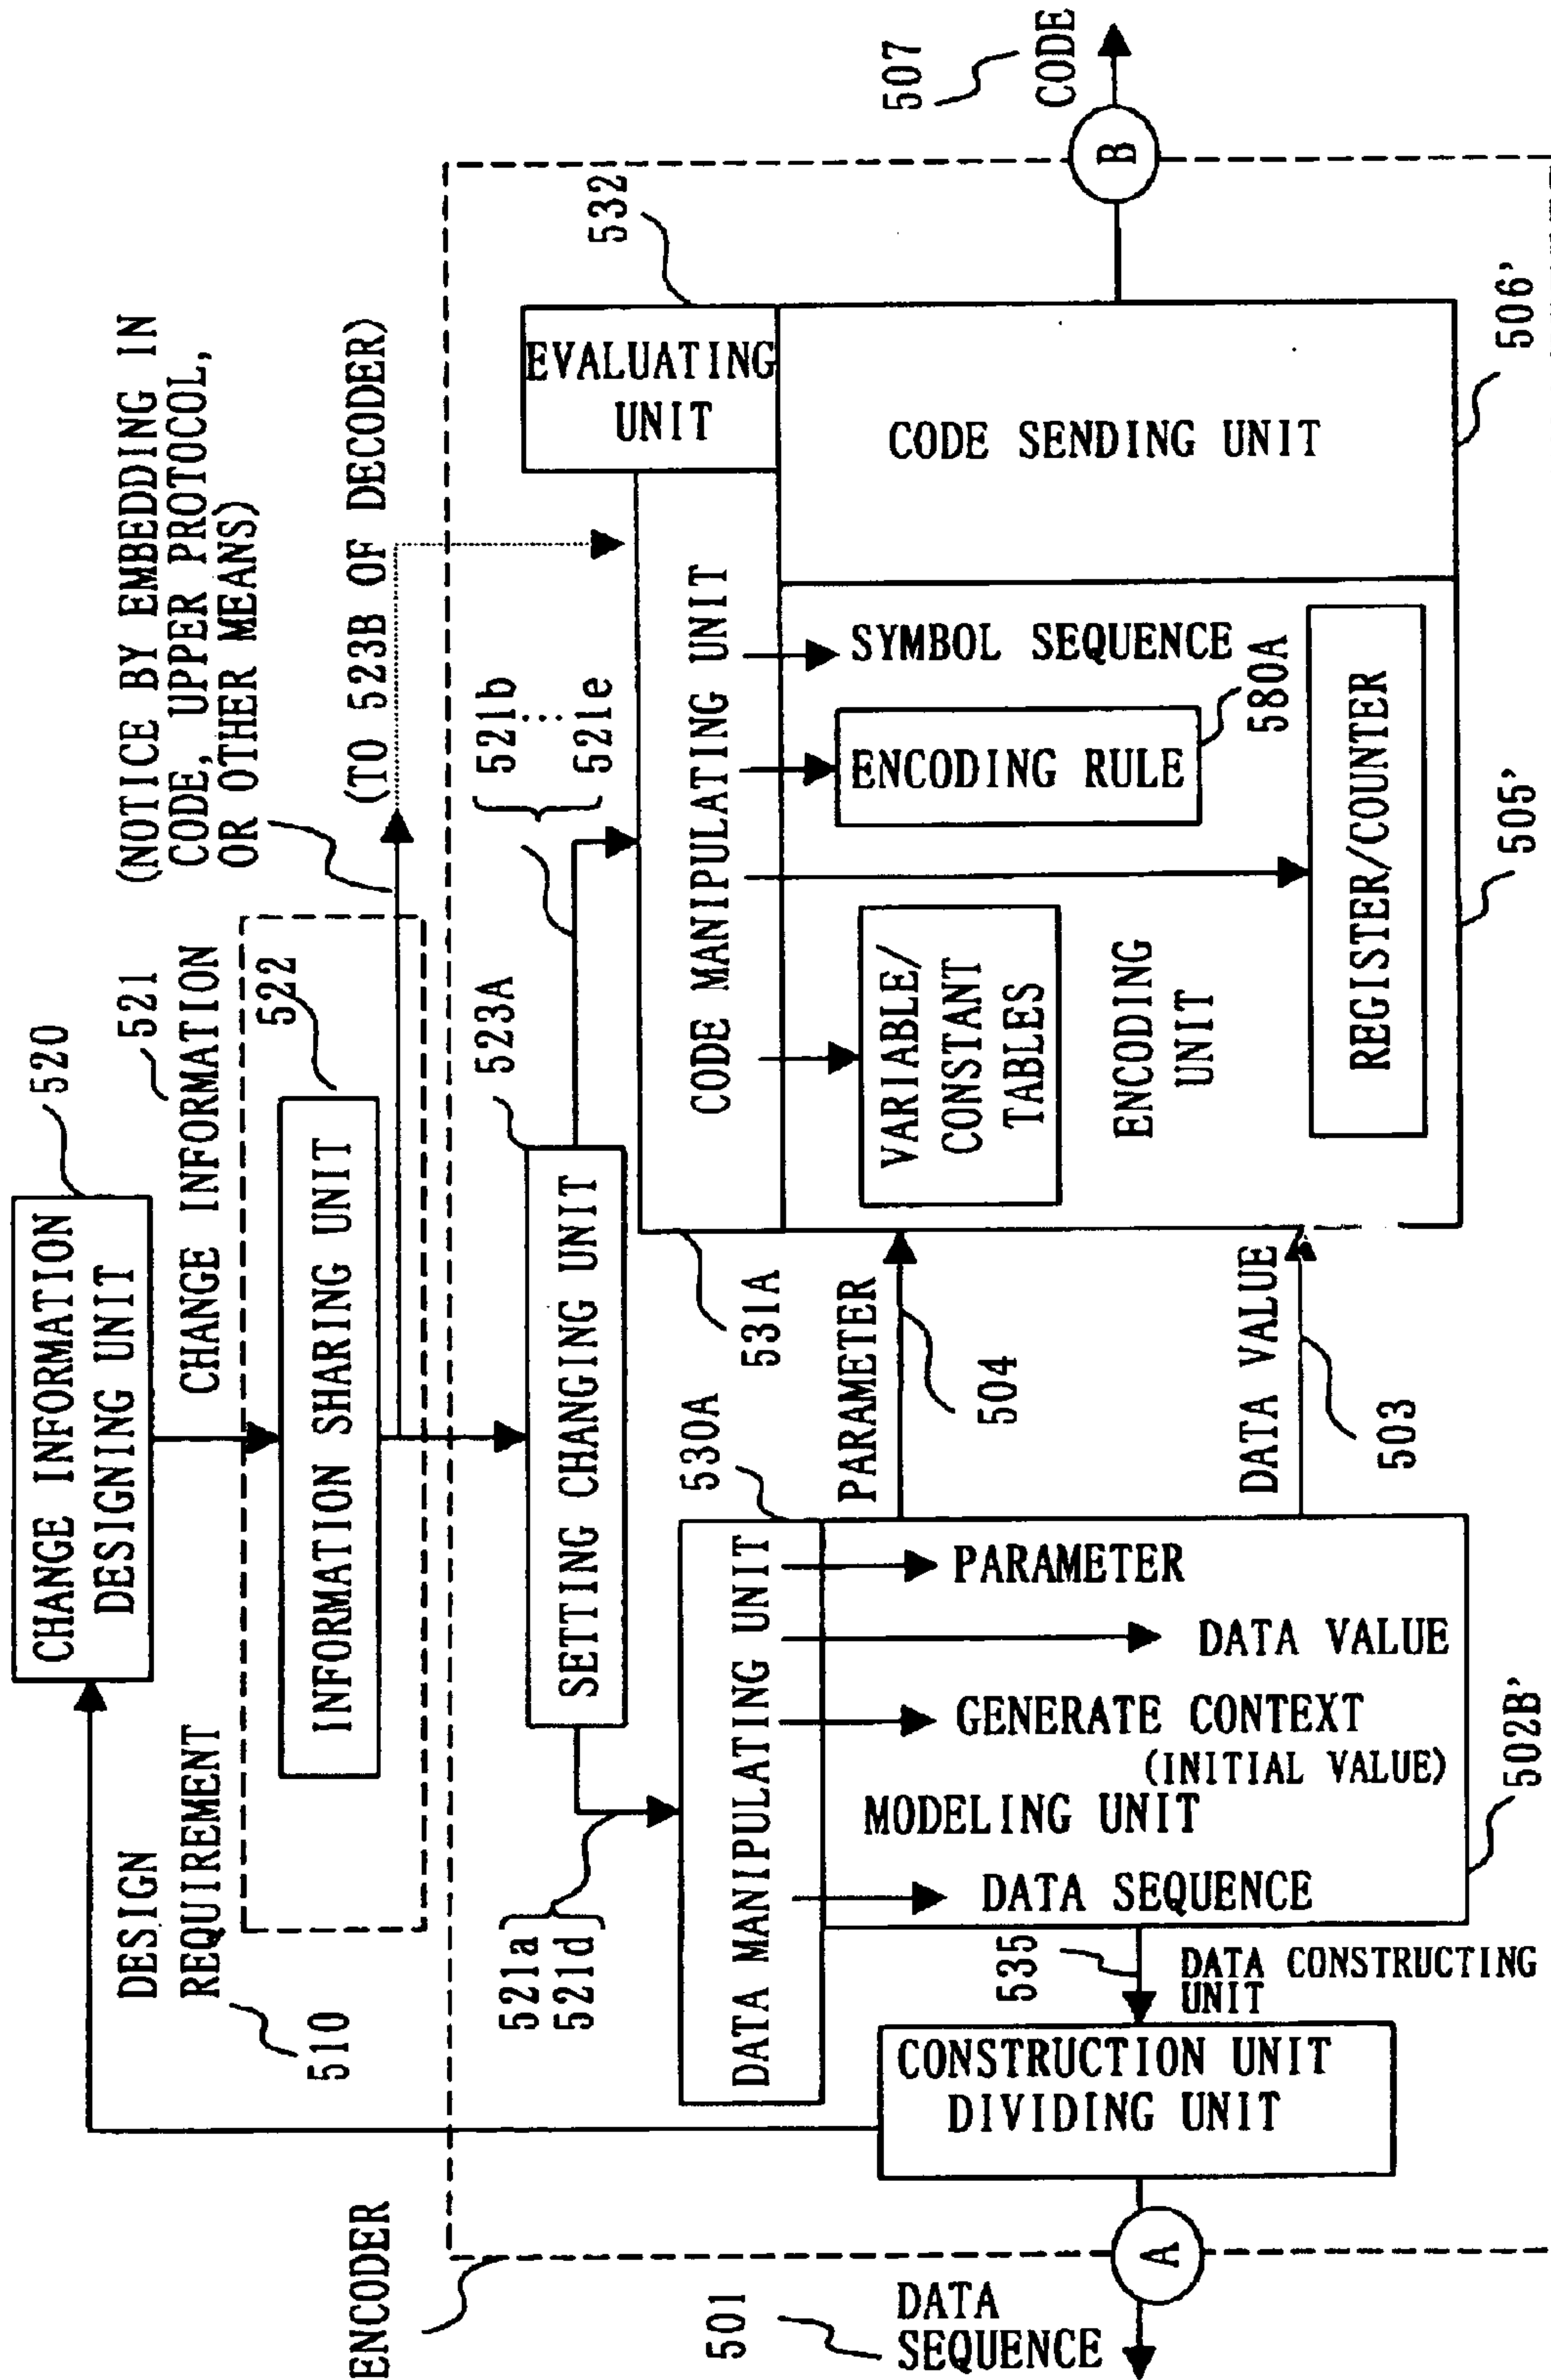 CHANGE INFORMATION
DESIGNING UNIT
520
DESIGN
REQUIREMENT
510
CHANGE INFORMATION
521
(NOTICE BY EMBEDDING IN
CODE, UPPER PROTOCOL,
OR OTHER MEANS)
INFORMATION SHARING UNIT
522
(TO 523B OF DECODER)
ENCODER
SETTING CHANGING UNIT
523A
521a
521d
521b
521e
EVALUATING
UNIT
532
DATA MANIPULATING UNIT
530A
CODE MANIPULATING UNIT
531A
PARAMETER
DATA VALUE
GENERATE CONTEXT
(INITIAL VALUE)
MODELING UNIT
DATA SEQUENCE
502B'
PARAMETER
504
DATA VALUE
503
VARIABLE/
CONSTANT
TABLES
ENCODING RULE
580A
SYMBOL SEQUENCE
ENCODING
UNIT
REGISTER/COUNTER
505'
CODE SENDING UNIT
506'
535
DATA CONSTRUCTING
UNIT
CONSTRUCTION UNIT
DIVIDING UNIT
A
501
DATA
SEQUENCE
B
507
CODE